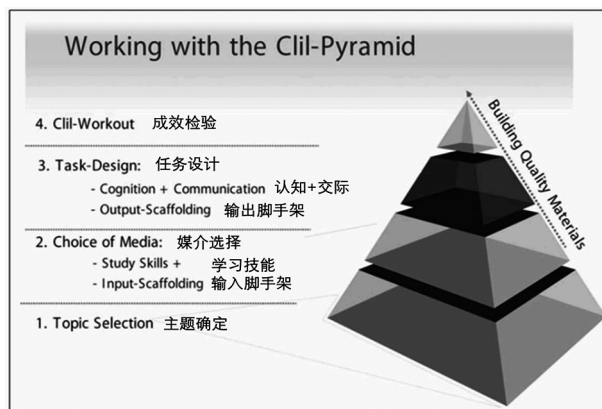 Working with the Clil-Pyramid
4. Clil-Workout 成效检验
3. Task-Design: 任务设计
- Cognition + Communication 认知+交际
- Output-Scaffolding 输出脚手架
2. Choice of Media: 媒介选择
- Study Skills + 学习技能
- Input-Scaffolding 输入脚手架
1. Topic Selection 主题确定
Building Quality Materials